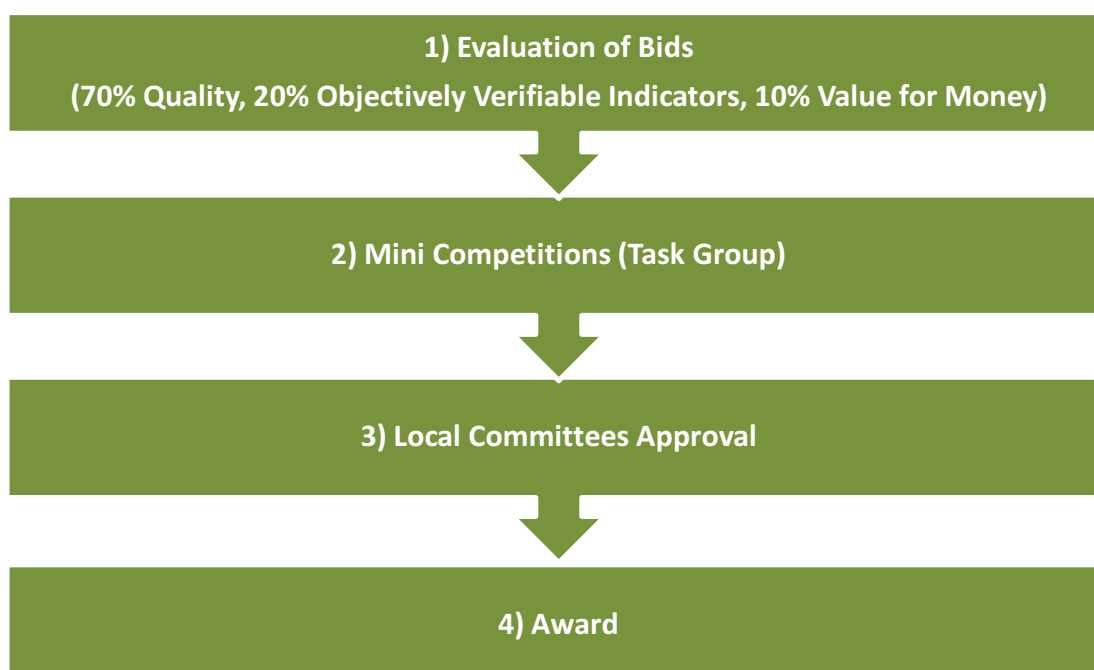 1) Evaluation of Bids
(70% Quality, 20% Objectively Verifiable Indicators, 10% Value for Money)
2) Mini Competitions (Task Group)
3) Local Committees Approval
4) Award